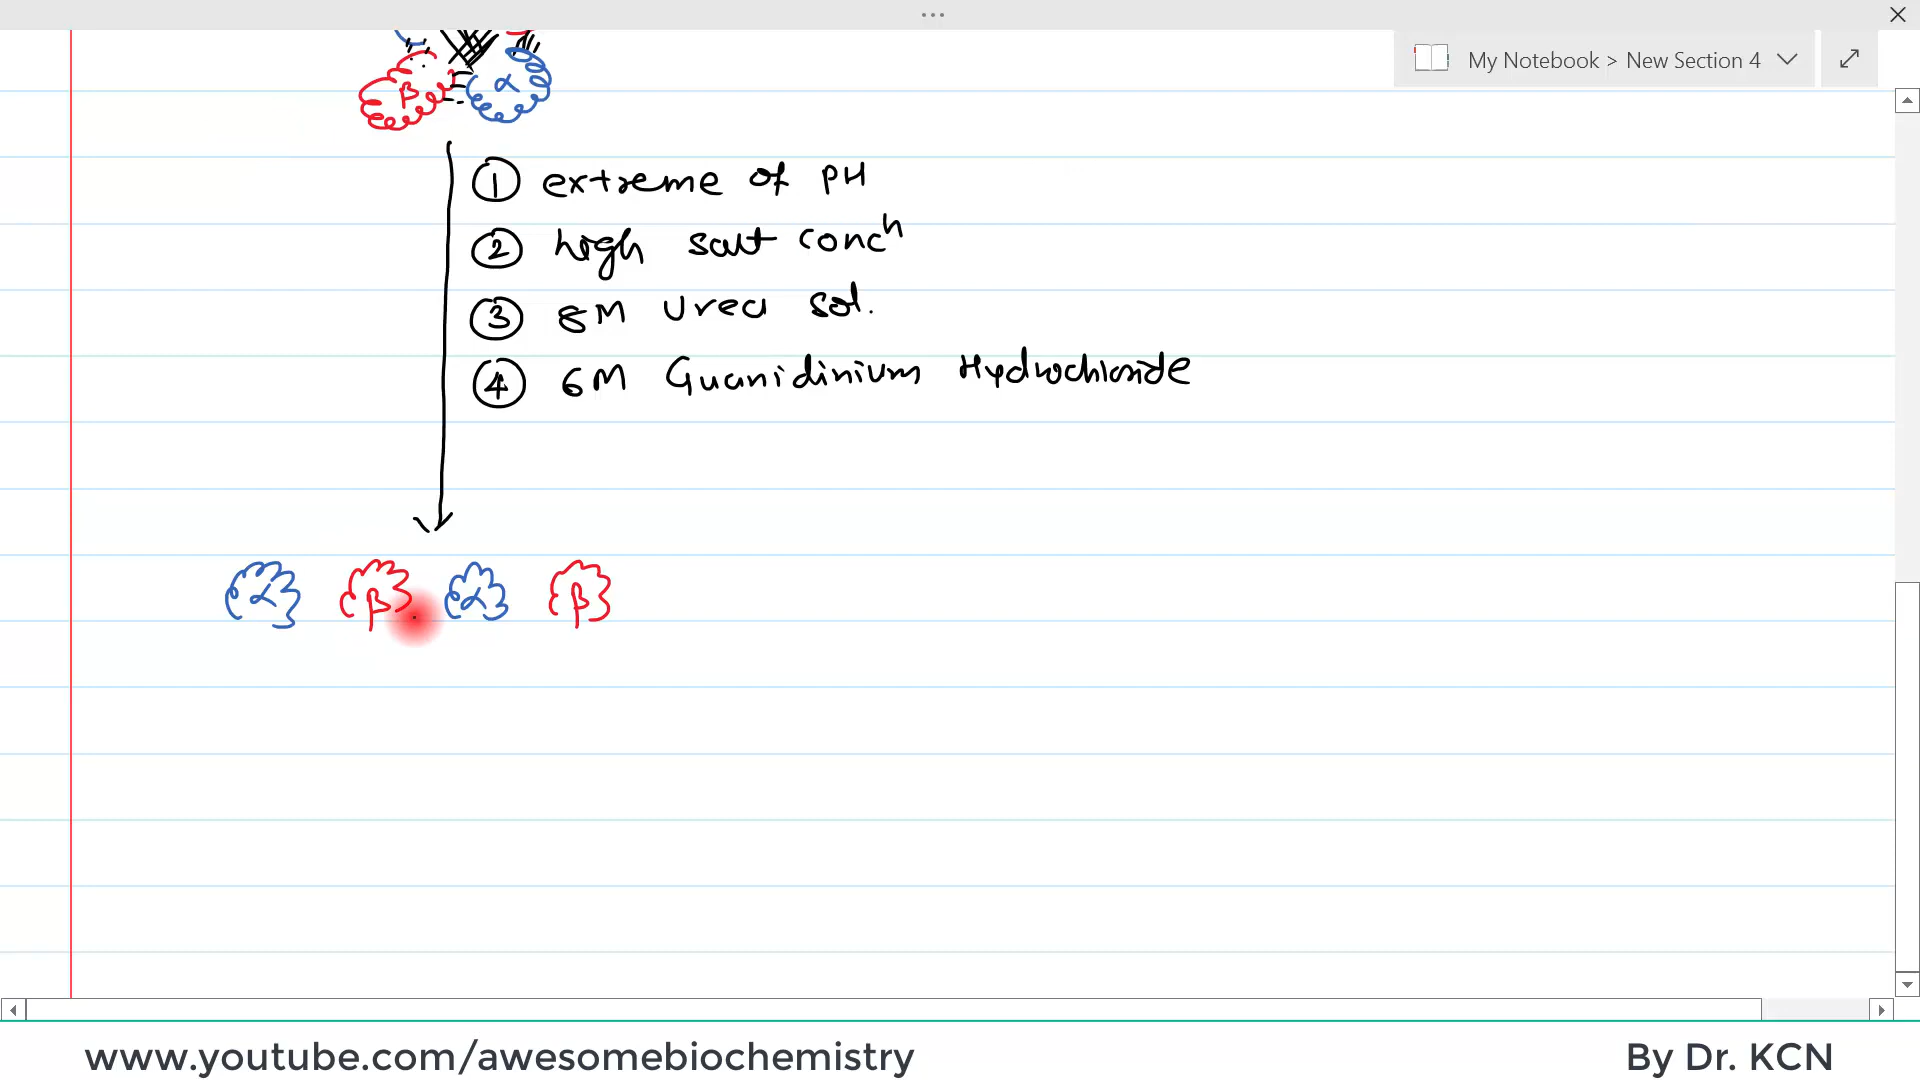 ...
My Notebook > New Section 4
β α
① extreme of pH
② high salt concⁿ
③ 8M Urea sol.
④ 6M Guanidinium Hydrochloride
α β α β
www.youtube.com/awesomebiochemistry By Dr. KCN